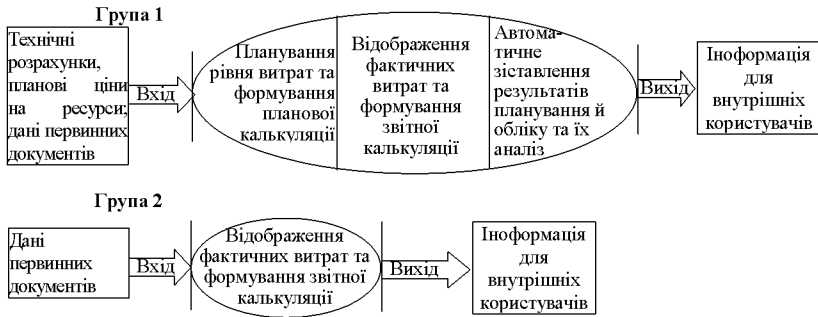 Група 1
Технічні
розрахунки,
планові ціни
на ресурси;
дані первинних
документів
Вхід
Планування
рівня витрат та
формування
планової
калькуляції
Відображення
фактичних
витрат та
формування
звітної
калькуляції
Автома-
тичне
зіставлення
результатів
планування й
обліку та їх
аналіз
Вихід
Іноформація
для
внутрішніх
користувачів
Група 2
Дані
первинних
документів
Вхід
Відображення
фактичних витрат та
формування звітної
калькуляції
Вихід
Іноформація
для
внутрішніх
користувачів